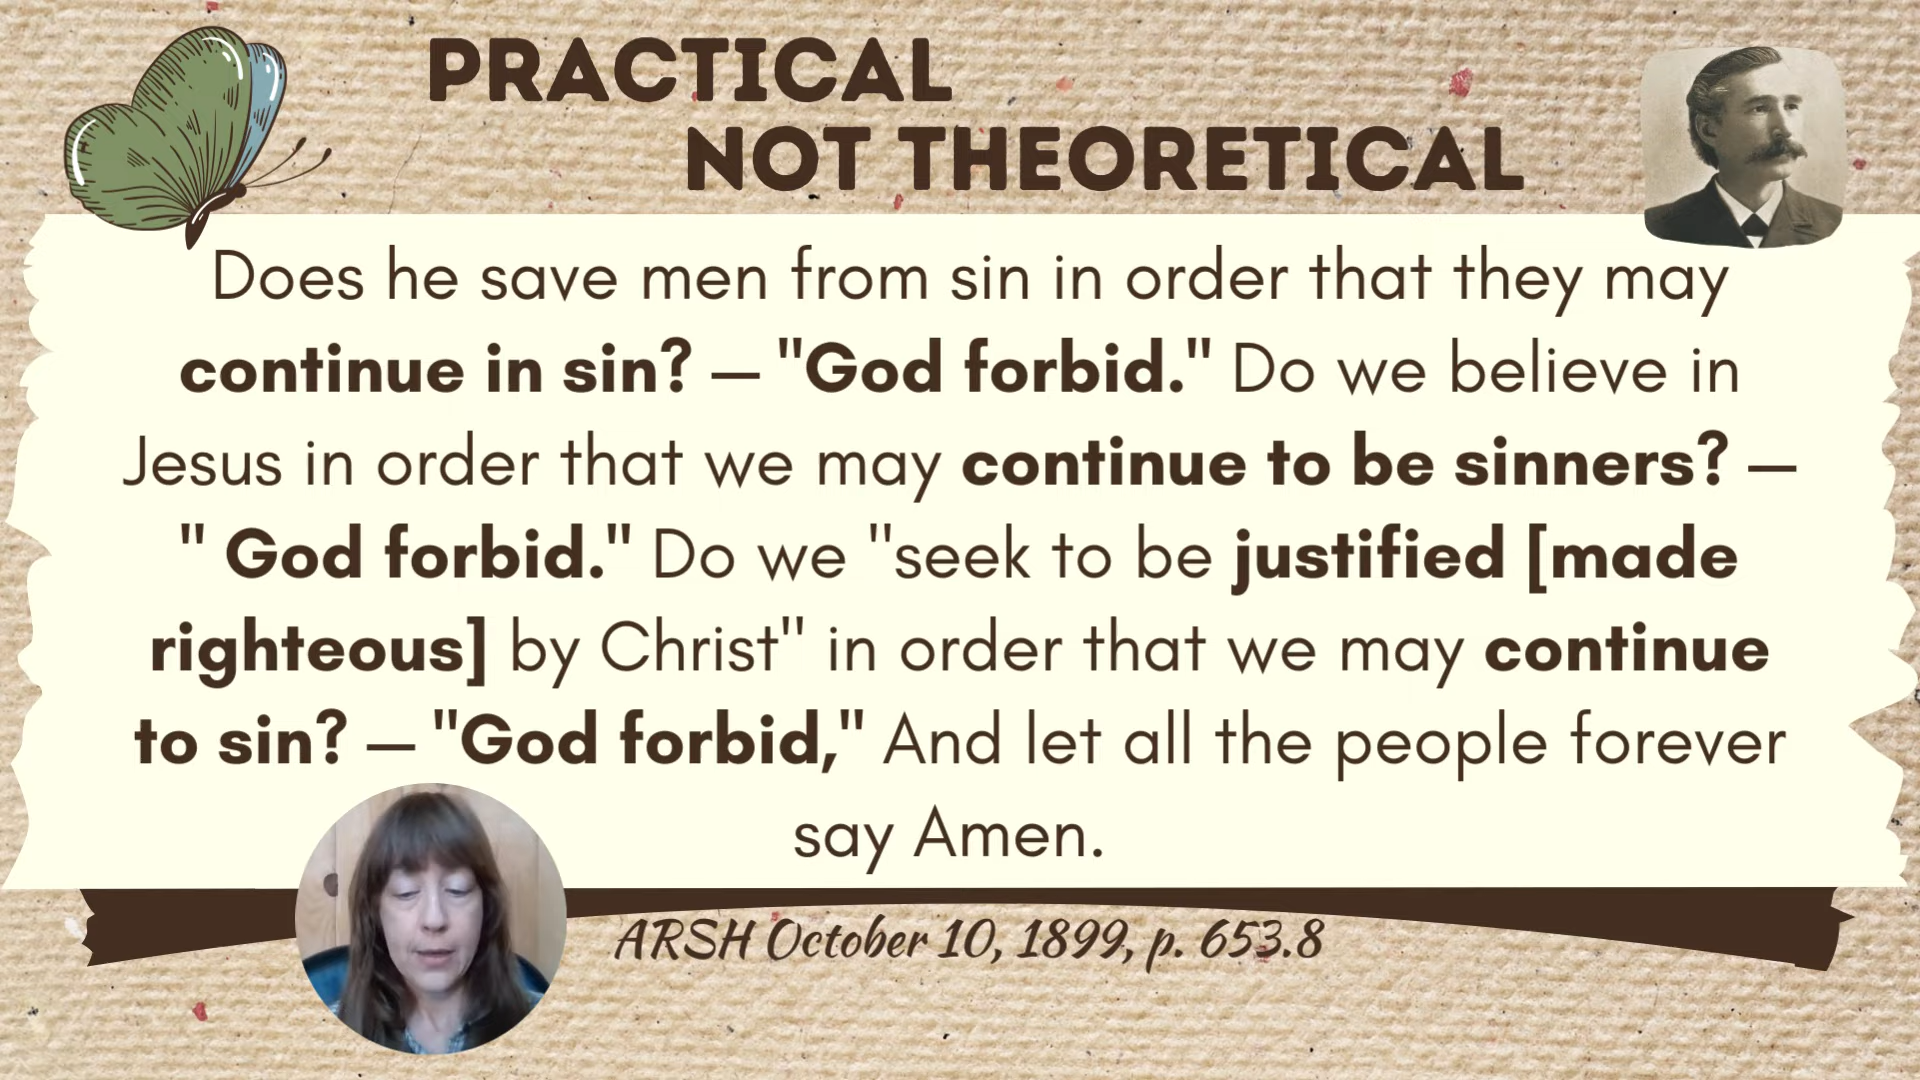 PRACTICAL
NOT THEORETICAL
Does he save men from sin in order that they may
continue in sin? — "God forbid." Do we believe in
Jesus in order that we may continue to be sinners? —
" God forbid." Do we "seek to be justified [made
righteous] by Christ" in order that we may continue
to sin? — "God forbid," And let all the people forever
say Amen.
ARSH October 10, 1899, p. 653.8